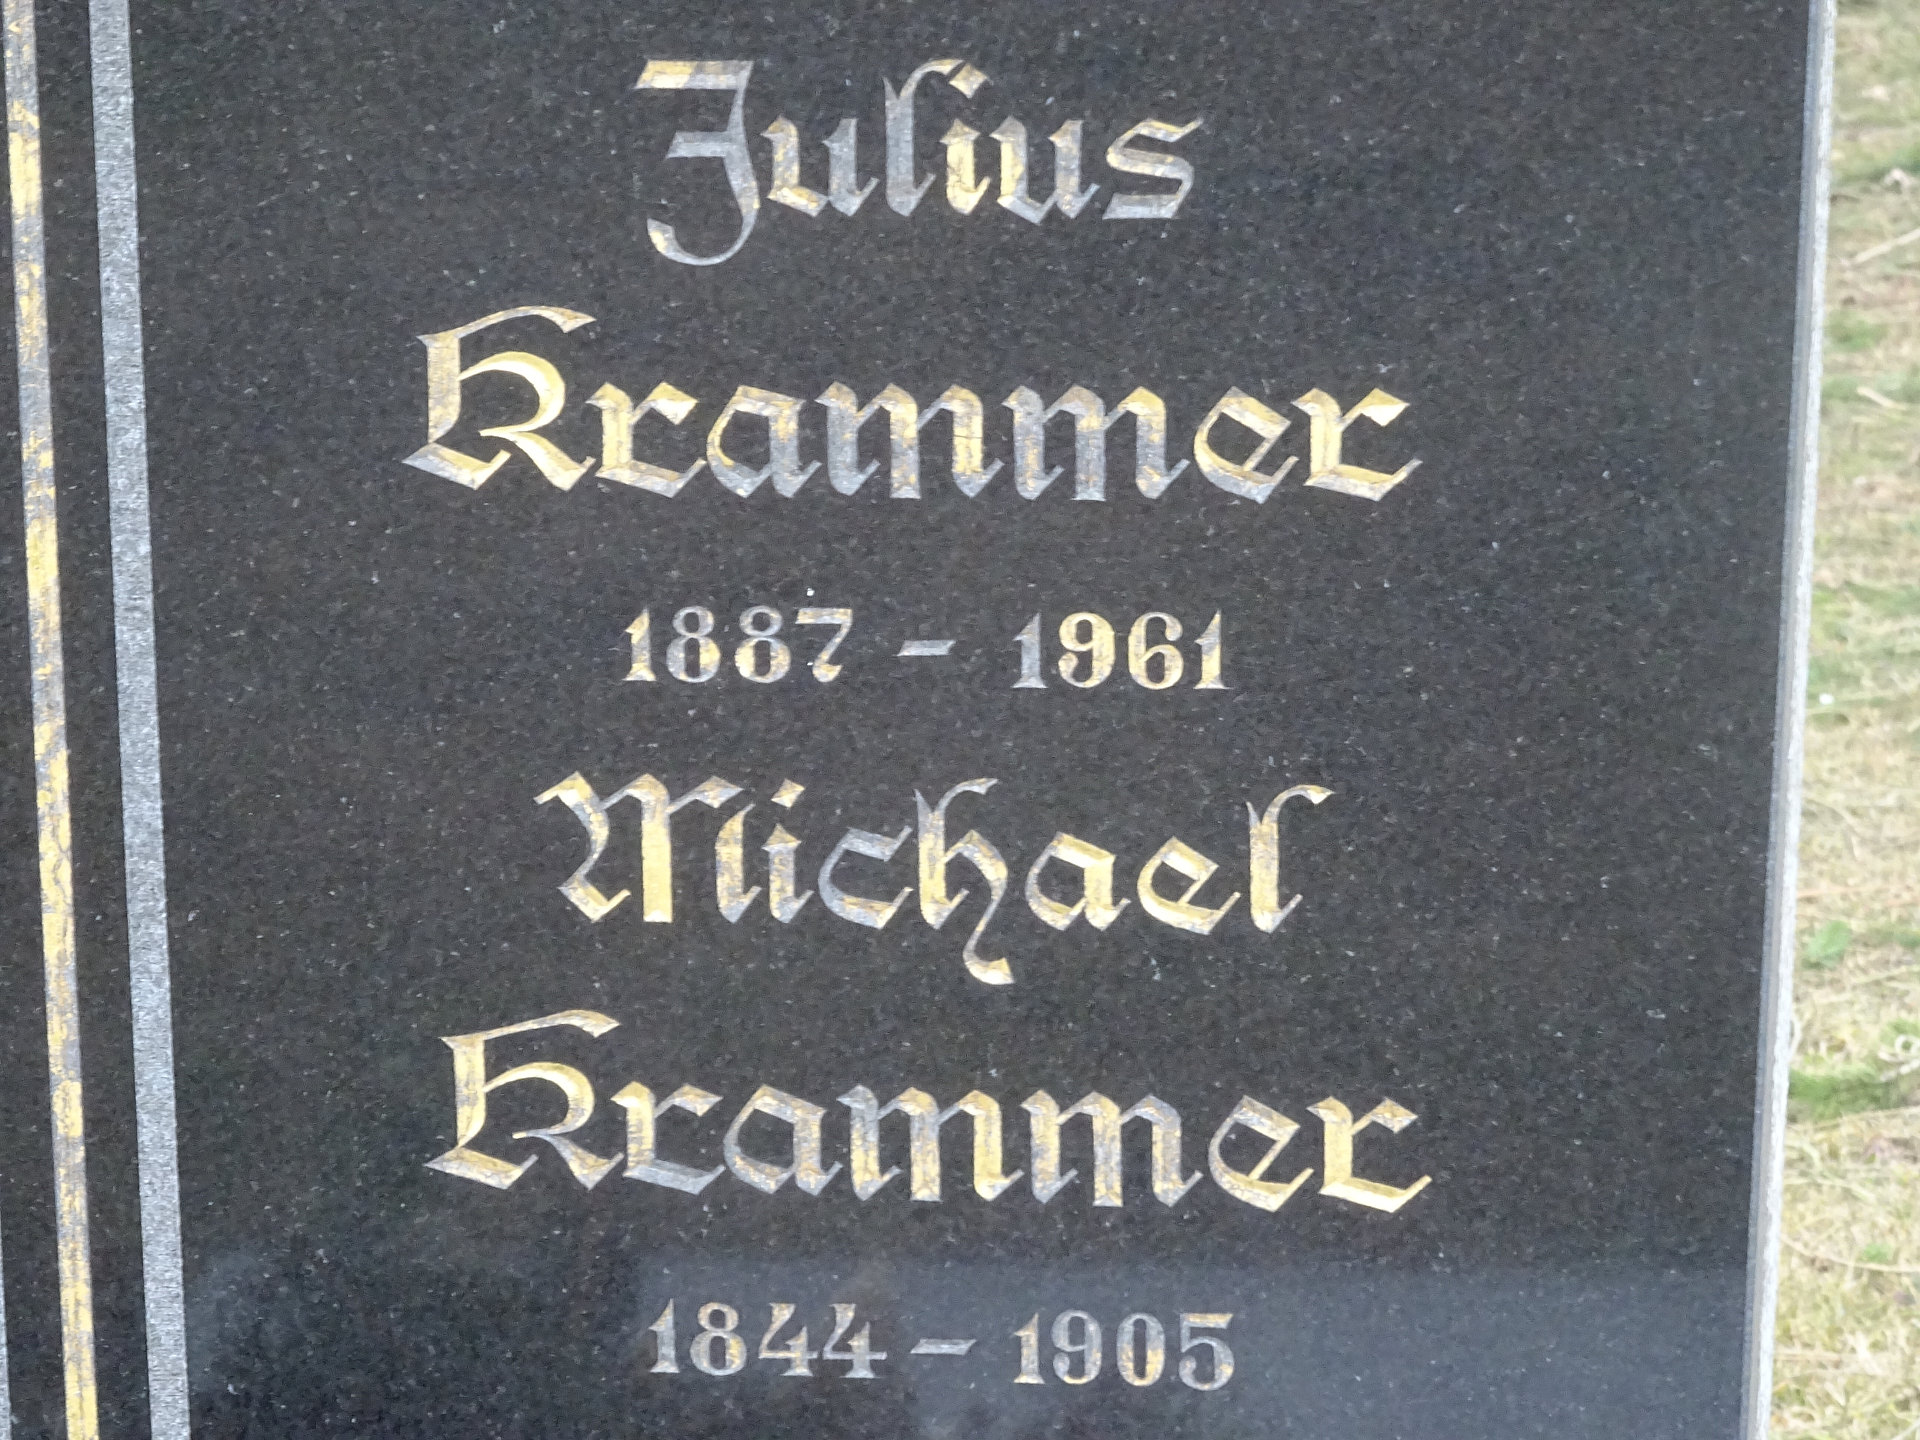 Julius
Krammer
1887 - 1961
Michael
Krammer
1844 - 1905